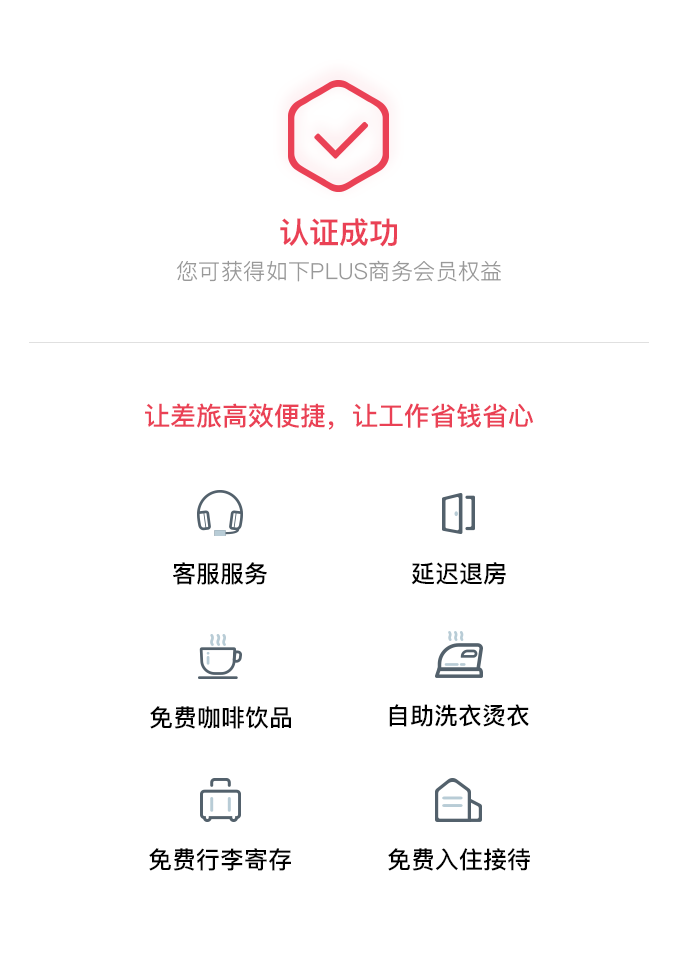 认证成功
您可获得如下PLUS商务会员权益
让差旅高效便捷，让工作省钱省心
客服服务
延迟退房
免费咖啡饮品
自助洗衣烫衣
免费行李寄存
免费入住接待